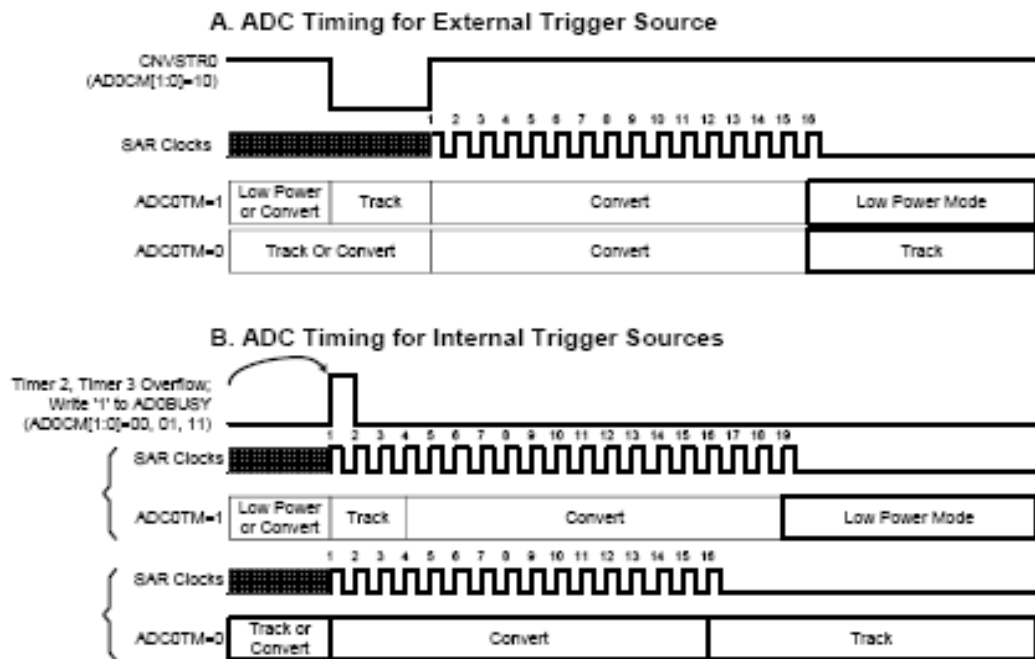 A. ADC Timing for External Trigger Source
CNVSTR0
(AD0CM[1:0]=10)
1 2 3 4 5 6 7 8 9 10 11 12 13 14 15 16
SAR Clocks
ADC0TM=1
Low Power
or Convert
Track
Convert
Low Power Mode
ADC0TM=0
Track Or Convert
Convert
Track
B. ADC Timing for Internal Trigger Sources
Timer 2, Timer 3 Overflow;
Write '1' to AD0BUSY
(AD0CM[1:0]=00, 01, 11)
1 2 3 4 5 6 7 8 9 10 11 12 13 14 15 16 17 18 19
SAR Clocks
ADC0TM=1
Low Power
or Convert
Track
Convert
Low Power Mode
1 2 3 4 5 6 7 8 9 10 11 12 13 14 15 16
SAR Clocks
ADC0TM=0
Track or
Convert
Convert
Track